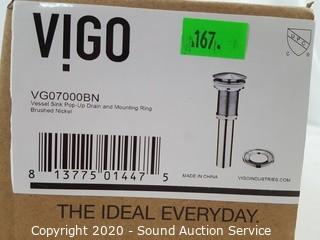 VIGO
167
VG07000BN
Vessel Sink Pop-Up Drain and Mounting Ring
Brushed Nickel
UPC
8 13775 01447 5
MADE IN CHINA
VIGOINDUSTRIES.COM
THE IDEAL EVERYDAY.
Copyright 2020 - Sound Auction Service